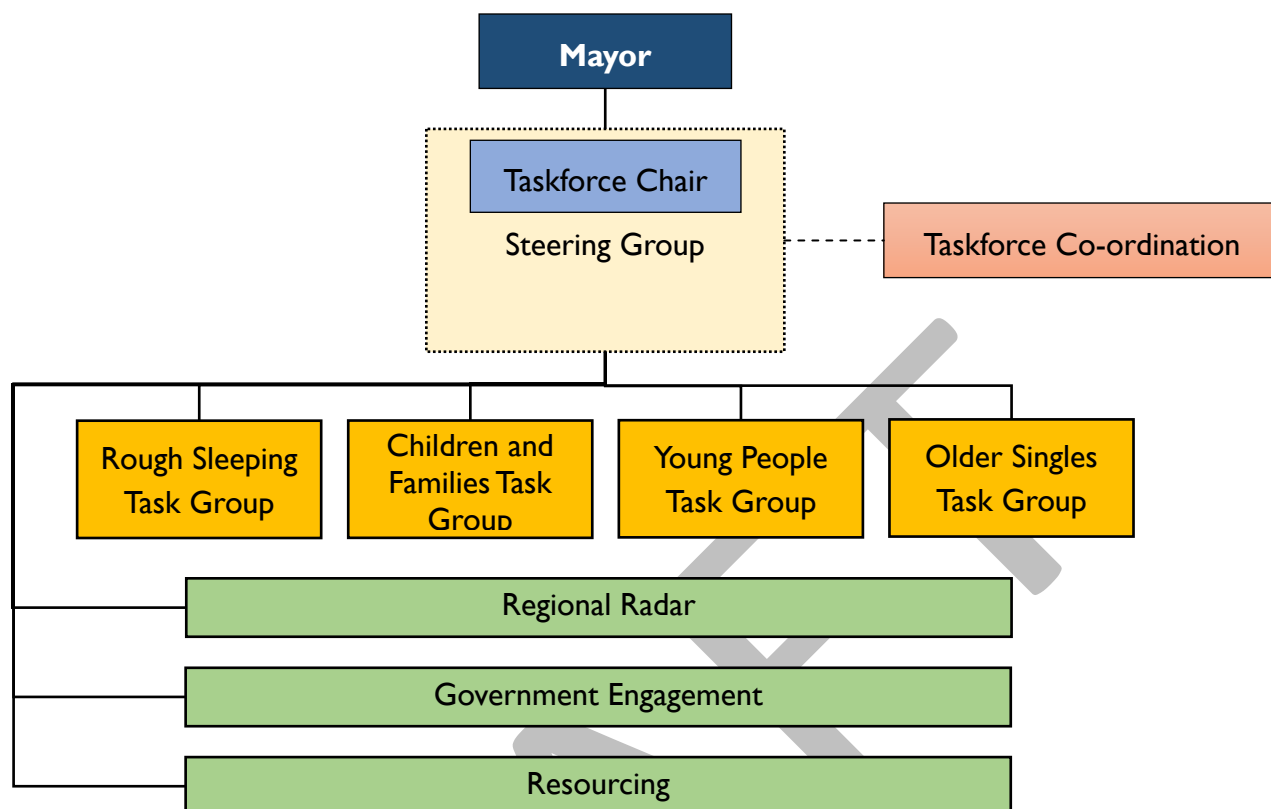 Mayor
Taskforce Chair
Steering Group
Taskforce Co-ordination
Rough Sleeping
Task Group
Children and
Families Task
Group
Young People
Task Group
Older Singles
Task Group
Regional Radar
Government Engagement
Resourcing